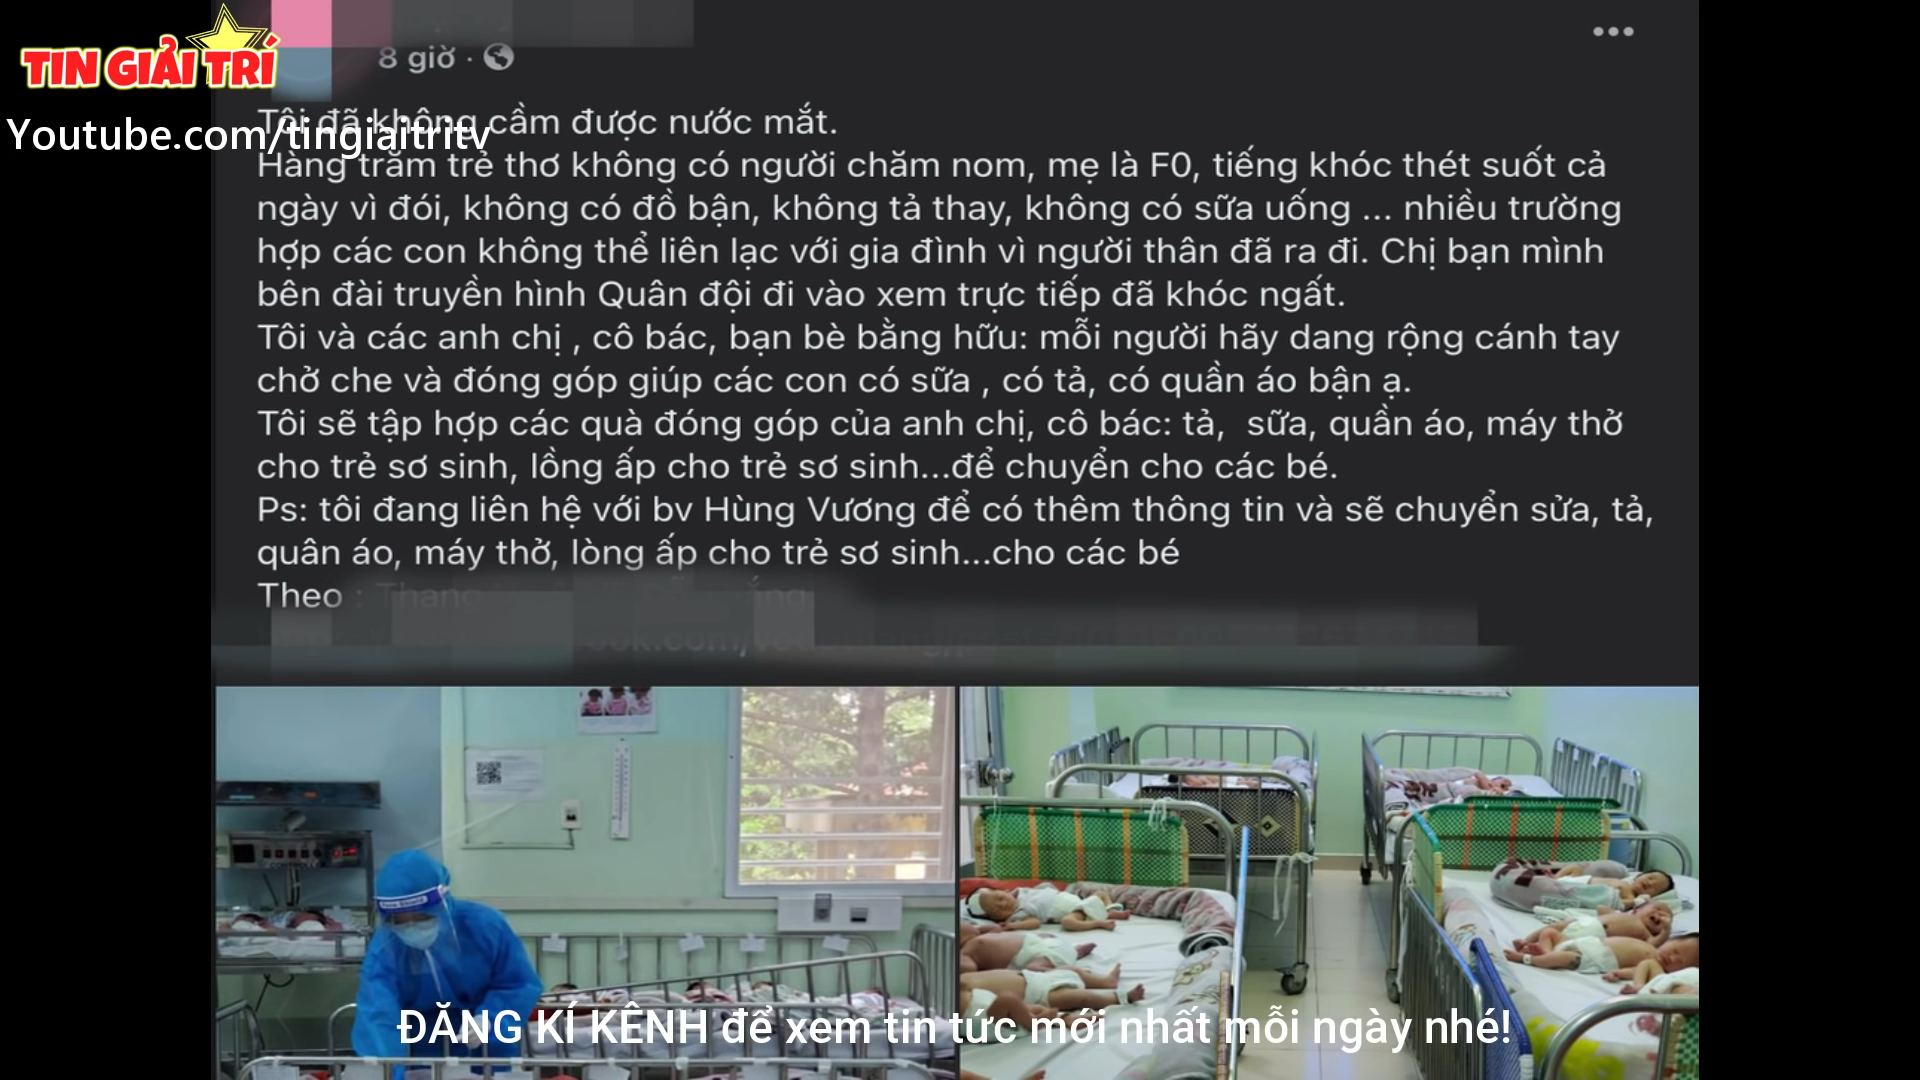 TIN GIẢI TRÍ
Youtube.com/tingiaitritv
8 giờ ·
Tôi đã không cầm được nước mắt.
Hàng trăm trẻ thơ không có người chăm nom, mẹ là F0, tiếng khóc thét suốt cả
ngày vì đói, không có đồ bận, không tả thay, không có sữa uống ... nhiều trường
hợp các con không thể liên lạc với gia đình vì người thân đã ra đi. Chị bạn mình
bên đài truyền hình Quân đội đi vào xem trực tiếp đã khóc ngất.
Tôi và các anh chị , cô bác, bạn bè bằng hữu: mỗi người hãy dang rộng cánh tay
chở che và đóng góp giúp các con có sữa , có tả, có quần áo bận ạ.
Tôi sẽ tập hợp các quà đóng góp của anh chị, cô bác: tả, sữa, quần áo, máy thở
cho trẻ sơ sinh, lồng ấp cho trẻ sơ sinh...để chuyển cho các bé.
Ps: tôi đang liên hệ với bv Hùng Vương để có thêm thông tin và sẽ chuyển sửa, tả,
quân áo, máy thở, lòng ấp cho trẻ sơ sinh...cho các bé
Theo :
ĐĂNG KÍ KÊNH để xem tin tức mới nhất mỗi ngày nhé!